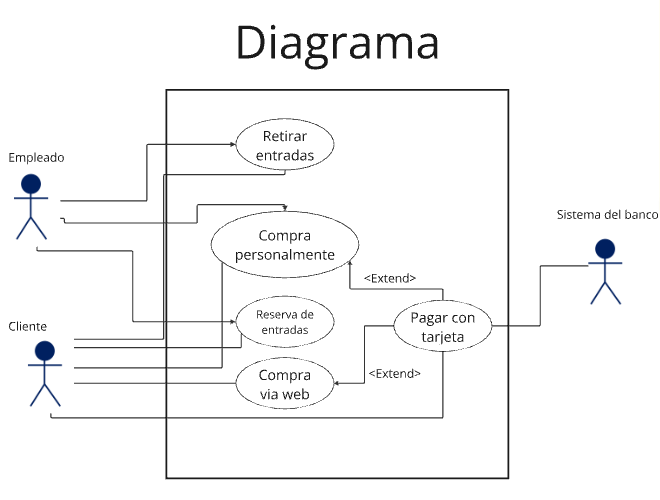 Diagrama
Empleado
Retirar
entradas
Sistema del banco
Compra
personalmente
<Extend>
Reserva de
entradas
Pagar con
tarjeta
Cliente
Compra
via web
<Extend>